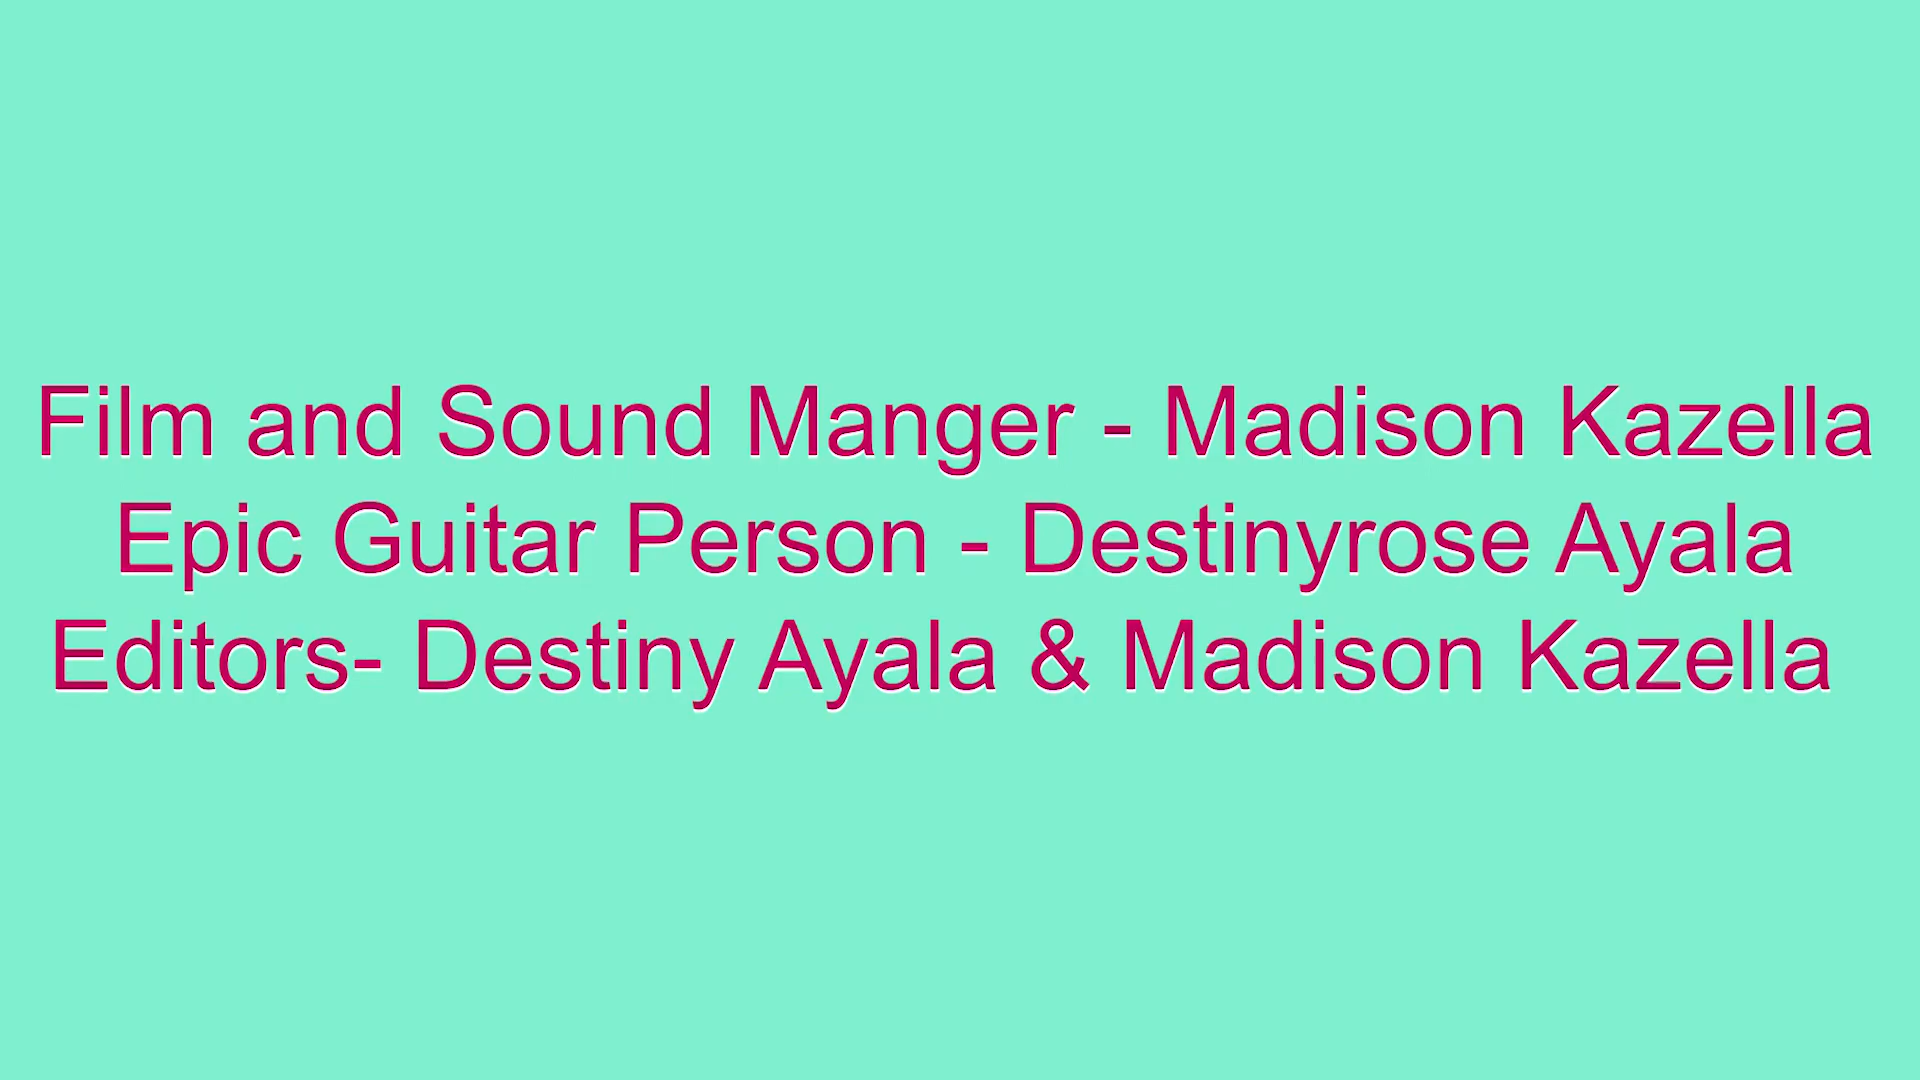 Film and Sound Manger - Madison Kazella
Epic Guitar Person - Destinyrose Ayala
Editors- Destiny Ayala & Madison Kazella